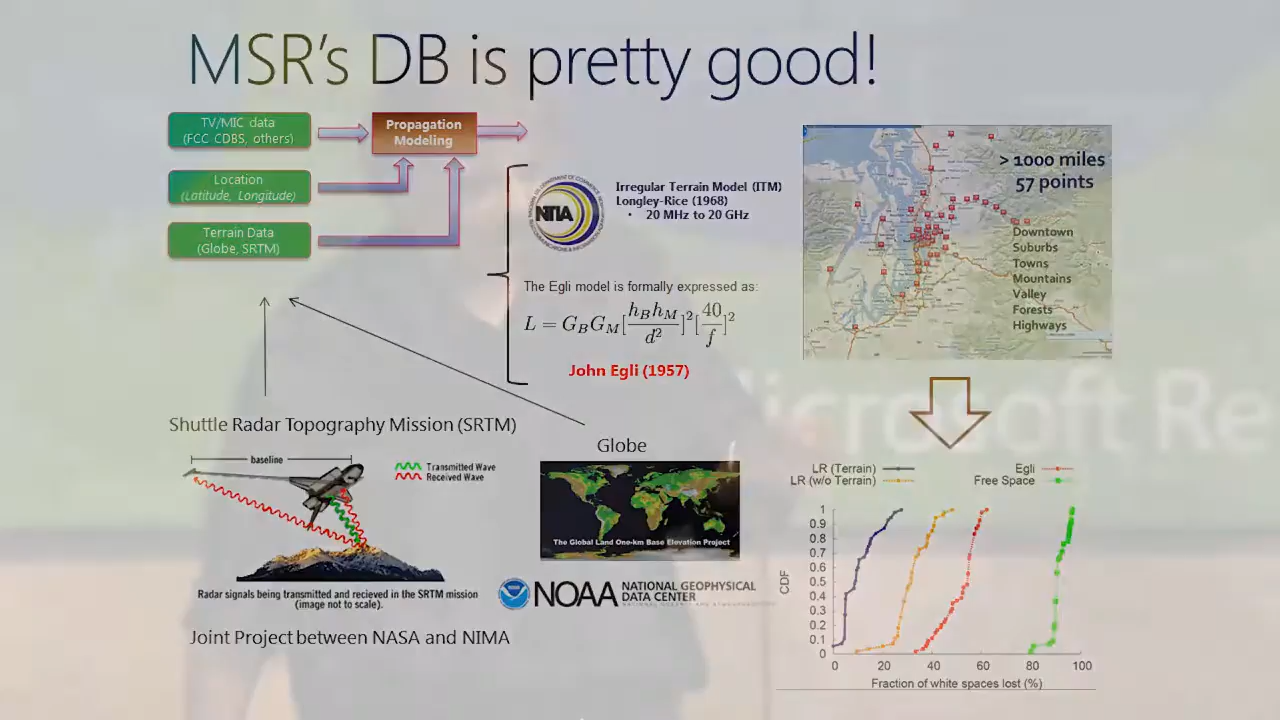 MSR's DB is pretty good!
TV/MIC data
(FCC CDBS, others)
Propagation
Modeling
Location
(Latitude, Longitude)
Terrain Data
(Globe, SRTM)
NTIA
Irregular Terrain Model (ITM)
Longley-Rice (1968)
• 20 MHz to 20 GHz
The Egli model is formally expressed as:
L = G_B G_M [h_B h_M / d²]² [40 / f]²
John Egli (1957)
> 1000 miles
57 points
Downtown
Suburbs
Towns
Mountains
Valley
Forests
Highways
icrosoft Re
Shuttle Radar Topography Mission (SRTM)
baseline
Transmitted Wave
Received Wave
Radar signals being transmitted and recieved in the SRTM mission
(image not to scale).
Joint Project between NASA and NIMA
Globe
The Global Land One-km Base Elevation Project
NOAA
NATIONAL GEOPHYSICAL
DATA CENTER
LR (Terrain)
LR (w/o Terrain)
Egli
Free Space
CDF
1
0.9
0.8
0.7
0.6
0.5
0.4
0.3
0.2
0.1
0
0 20 40 60 80 100
Fraction of white spaces lost (%)